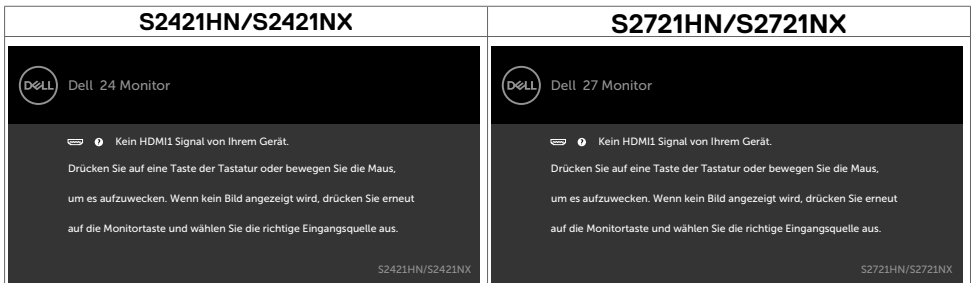 S2421HN/S2421NX
S2721HN/S2721NX
DELL Dell 24 Monitor
Kein HDMI1 Signal von Ihrem Gerät.
Drücken Sie auf eine Taste der Tastatur oder bewegen Sie die Maus,
um es aufzuwecken. Wenn kein Bild angezeigt wird, drücken Sie erneut
auf die Monitortaste und wählen Sie die richtige Eingangsquelle aus.
S2421HN/S2421NX
DELL Dell 27 Monitor
Kein HDMI1 Signal von Ihrem Gerät.
Drücken Sie auf eine Taste der Tastatur oder bewegen Sie die Maus,
um es aufzuwecken. Wenn kein Bild angezeigt wird, drücken Sie erneut
auf die Monitortaste und wählen Sie die richtige Eingangsquelle aus.
S2721HN/S2721NX